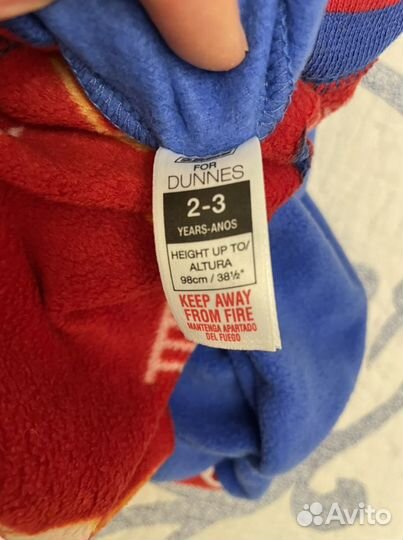 FOR
DUNNES
2-3
YEARS-ANOS
HEIGHT UP TO/
ALTURA
98cm / 38½"
KEEP AWAY
FROM FIRE
MANTENGA APARTADO
DEL FUEGO
Avito